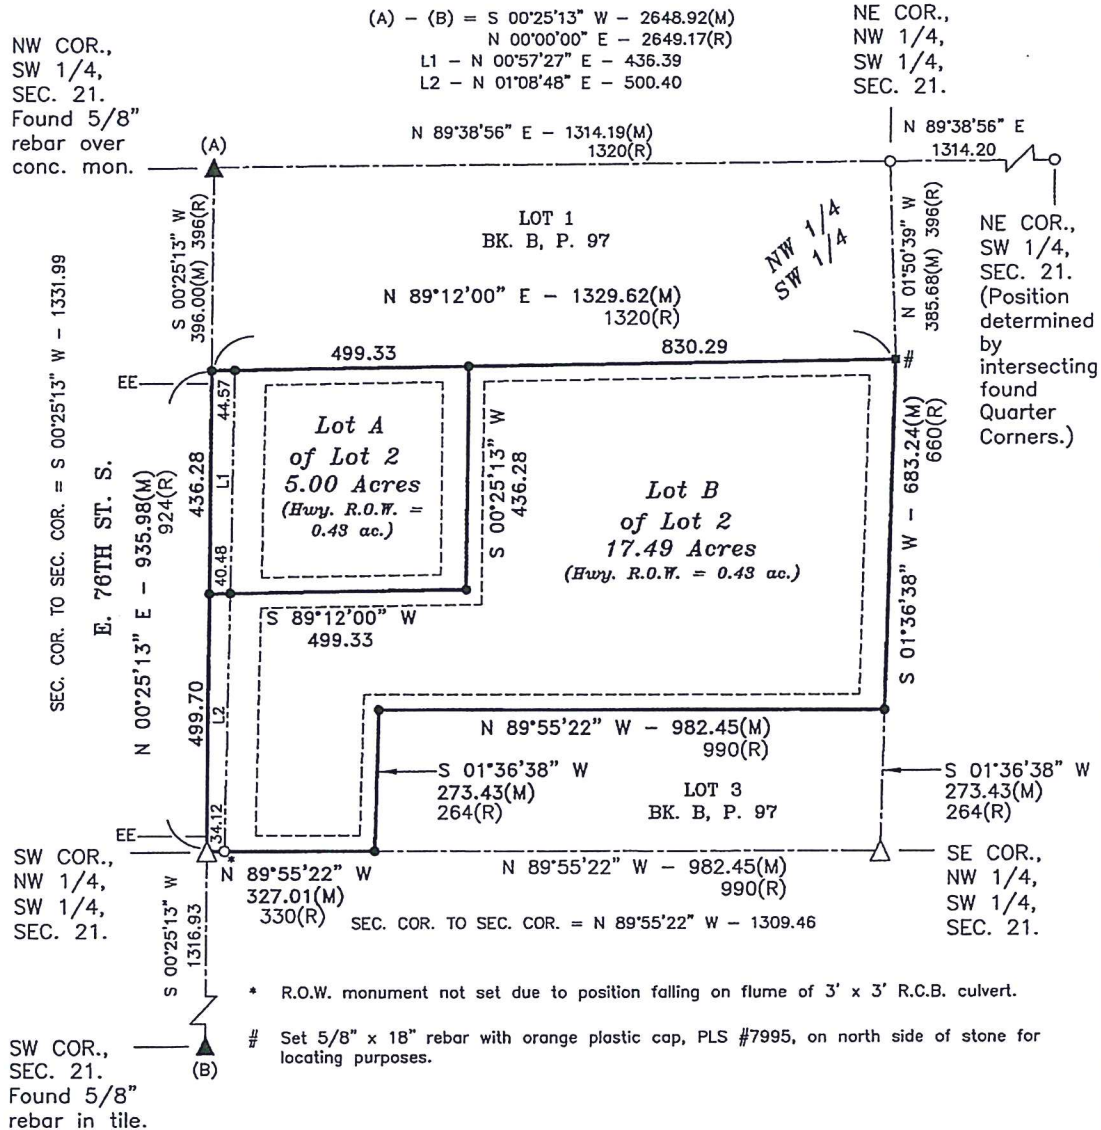 (A) – (B) = S 00°25'13" W – 2648.92(M)
N 00°00'00" E – 2649.17(R)
L1 – N 00°57'27" E – 436.39
L2 – N 01°08'48" E – 500.40
NW COR.,
SW 1/4,
SEC. 21.
Found 5/8"
rebar over
conc. mon.
(A)
NE COR.,
NW 1/4,
SW 1/4,
SEC. 21.
N 89°38'56" E – 1314.19(M)
1320(R)
N 89°38'56" E
1314.20
NE COR.,
SW 1/4,
SEC. 21.
(Position
determined
by
intersecting
found
Quarter
Corners.)
S 00°25'13" W
396.00(M) 396(R)
LOT 1
BK. B, P. 97
NW 1/4
SW 1/4
N 01°50'39" W
385.68(M) 396(R)
N 89°12'00" E – 1329.62(M)
1320(R)
499.33
830.29
#
EE
SEC. COR. TO SEC. COR. = S 00°25'13" W – 1331.99
E. 76TH ST. S.
N 00°25'13" E – 935.98(M)
924(R)
436.28
44.57
L1
40.48
Lot A
of Lot 2
5.00 Acres
(Hwy. R.O.W. =
0.43 ac.)
S 00°25'13" W
436.28
Lot B
of Lot 2
17.49 Acres
(Hwy. R.O.W. = 0.43 ac.)
S 01°36'38" W – 683.24(M)
660(R)
S 89°12'00" W
499.33
499.70
L2
34.12
N 89°55'22" W – 982.45(M)
990(R)
S 01°36'38" W
273.43(M)
264(R)
LOT 3
BK. B, P. 97
S 01°36'38" W
273.43(M)
264(R)
EE
SW COR.,
NW 1/4,
SW 1/4,
SEC. 21.
*
N 89°55'22" W
327.01(M)
330(R)
N 89°55'22" W – 982.45(M)
990(R)
SE COR.,
NW 1/4,
SW 1/4,
SEC. 21.
SEC. COR. TO SEC. COR. = N 89°55'22" W – 1309.46
S 00°25'13" W
1316.93
* R.O.W. monument not set due to position falling on flume of 3' x 3' R.C.B. culvert.
# Set 5/8" x 18" rebar with orange plastic cap, PLS #7995, on north side of stone for
locating purposes.
SW COR.,
SEC. 21.
Found 5/8"
rebar in tile.
(B)